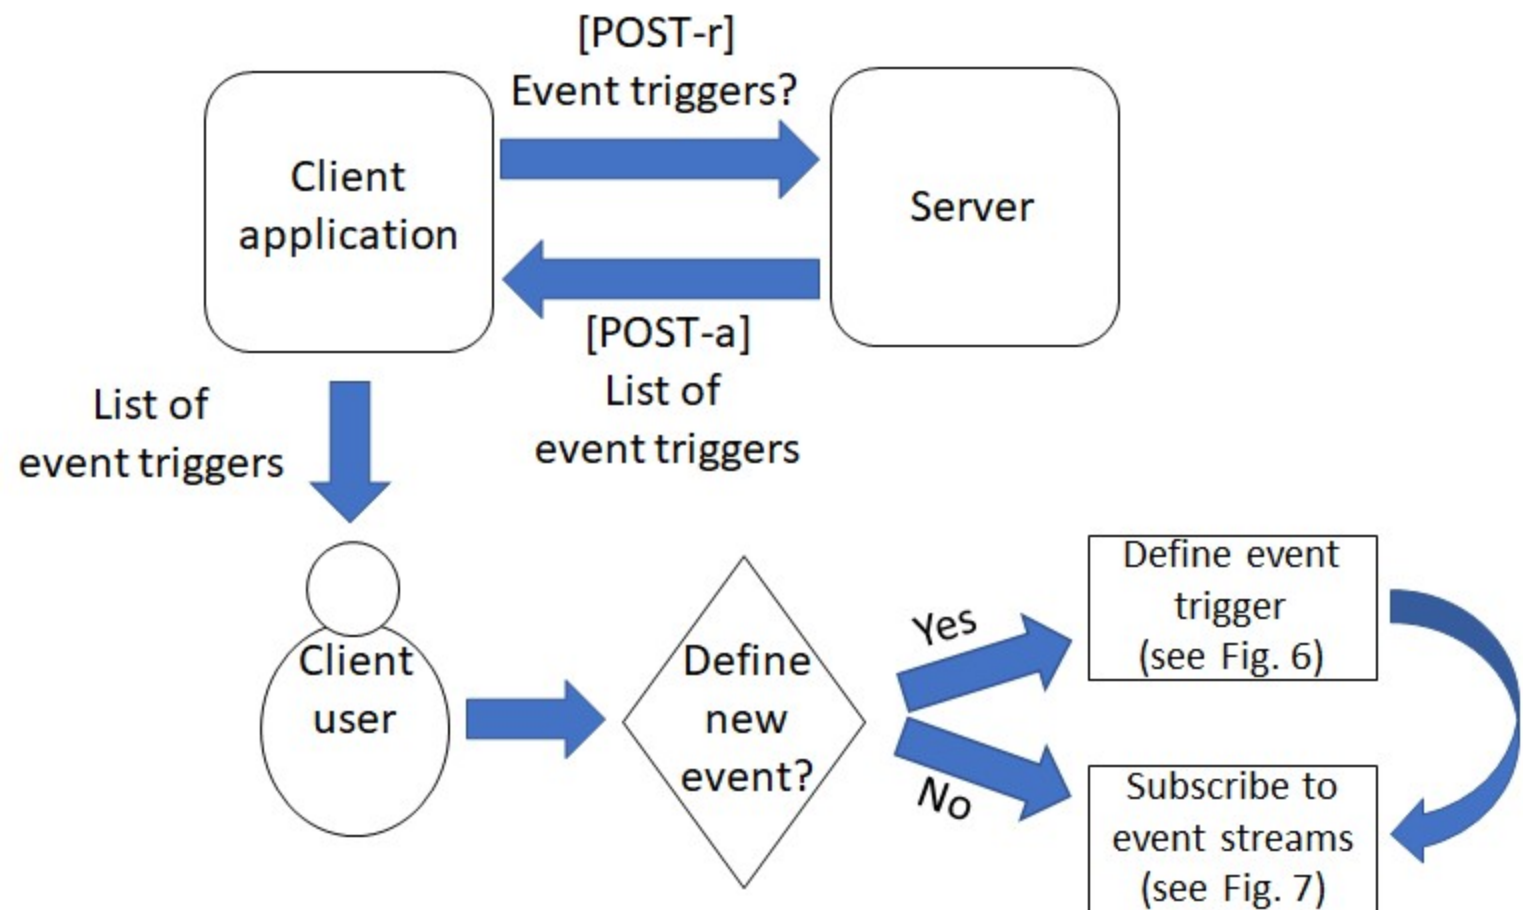 [POST-r]
Event triggers?
Client
application
Server
[POST-a]
List of
event triggers
List of
event triggers
Client
user
Define
new
event?
Yes
No
Define event
trigger
(see Fig. 6)
Subscribe to
event streams
(see Fig. 7)